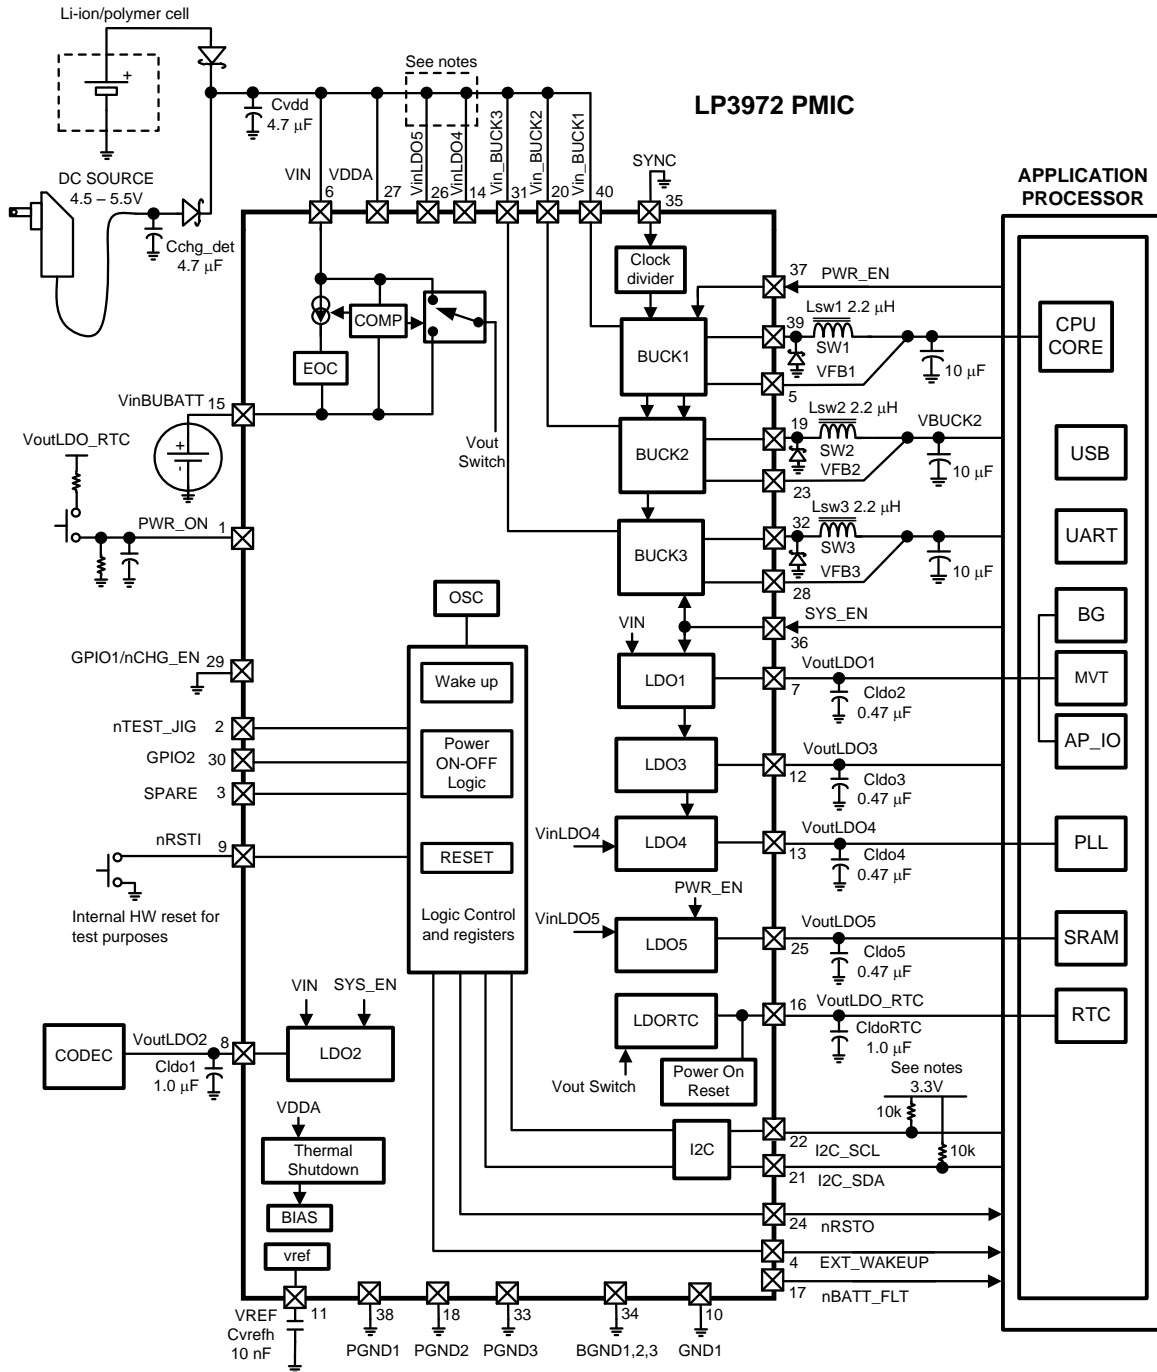 Li-ion/polymer cell
+
See notes
LP3972 PMIC
Cvdd
4.7 µF
DC SOURCE
4.5 – 5.5V
Cchg_det
4.7 µF
VIN
6
VDDA
27
VinLDO5
26
VinLDO4
14
Vin_BUCK3
31
Vin_BUCK2
20
Vin_BUCK1
40
SYNC
35
APPLICATION
PROCESSOR
Clock
divider
37
PWR_EN
COMP
EOC
BUCK1
39
Lsw1 2.2 µH
SW1
VFB1
5
10 µF
CPU
CORE
VinBUBATT
15
+
-
Vout
Switch
VoutLDO_RTC
BUCK2
19
Lsw2 2.2 µH
SW2
VFB2
23
VBUCK2
10 µF
USB
PWR_ON
1
BUCK3
32
Lsw3 2.2 µH
SW3
VFB3
28
10 µF
UART
OSC
SYS_EN
36
BG
GPIO1/nCHG_EN
29
Wake up
VIN
LDO1
7
VoutLDO1
Cldo2
0.47 µF
MVT
nTEST_JIG
2
GPIO2
30
SPARE
3
Power
ON-OFF
Logic
LDO3
12
VoutLDO3
Cldo3
0.47 µF
AP_IO
nRSTI
9
RESET
VinLDO4
LDO4
13
VoutLDO4
Cldo4
0.47 µF
PLL
Internal HW reset for
test purposes
Logic Control
and registers
PWR_EN
VinLDO5
LDO5
25
VoutLDO5
Cldo5
0.47 µF
SRAM
VIN
SYS_EN
LDO2
CODEC
VoutLDO2
8
Cldo1
1.0 µF
LDORTC
16
VoutLDO_RTC
CldoRTC
1.0 µF
RTC
Vout Switch
Power On
Reset
See notes
3.3V
10k
10k
VDDA
Thermal
Shutdown
BIAS
vref
I2C
22
I2C_SCL
21
I2C_SDA
24
nRSTO
4
EXT_WAKEUP
17
nBATT_FLT
VREF
11
Cvrefh
10 nF
38
PGND1
18
PGND2
33
PGND3
34
BGND1,2,3
10
GND1